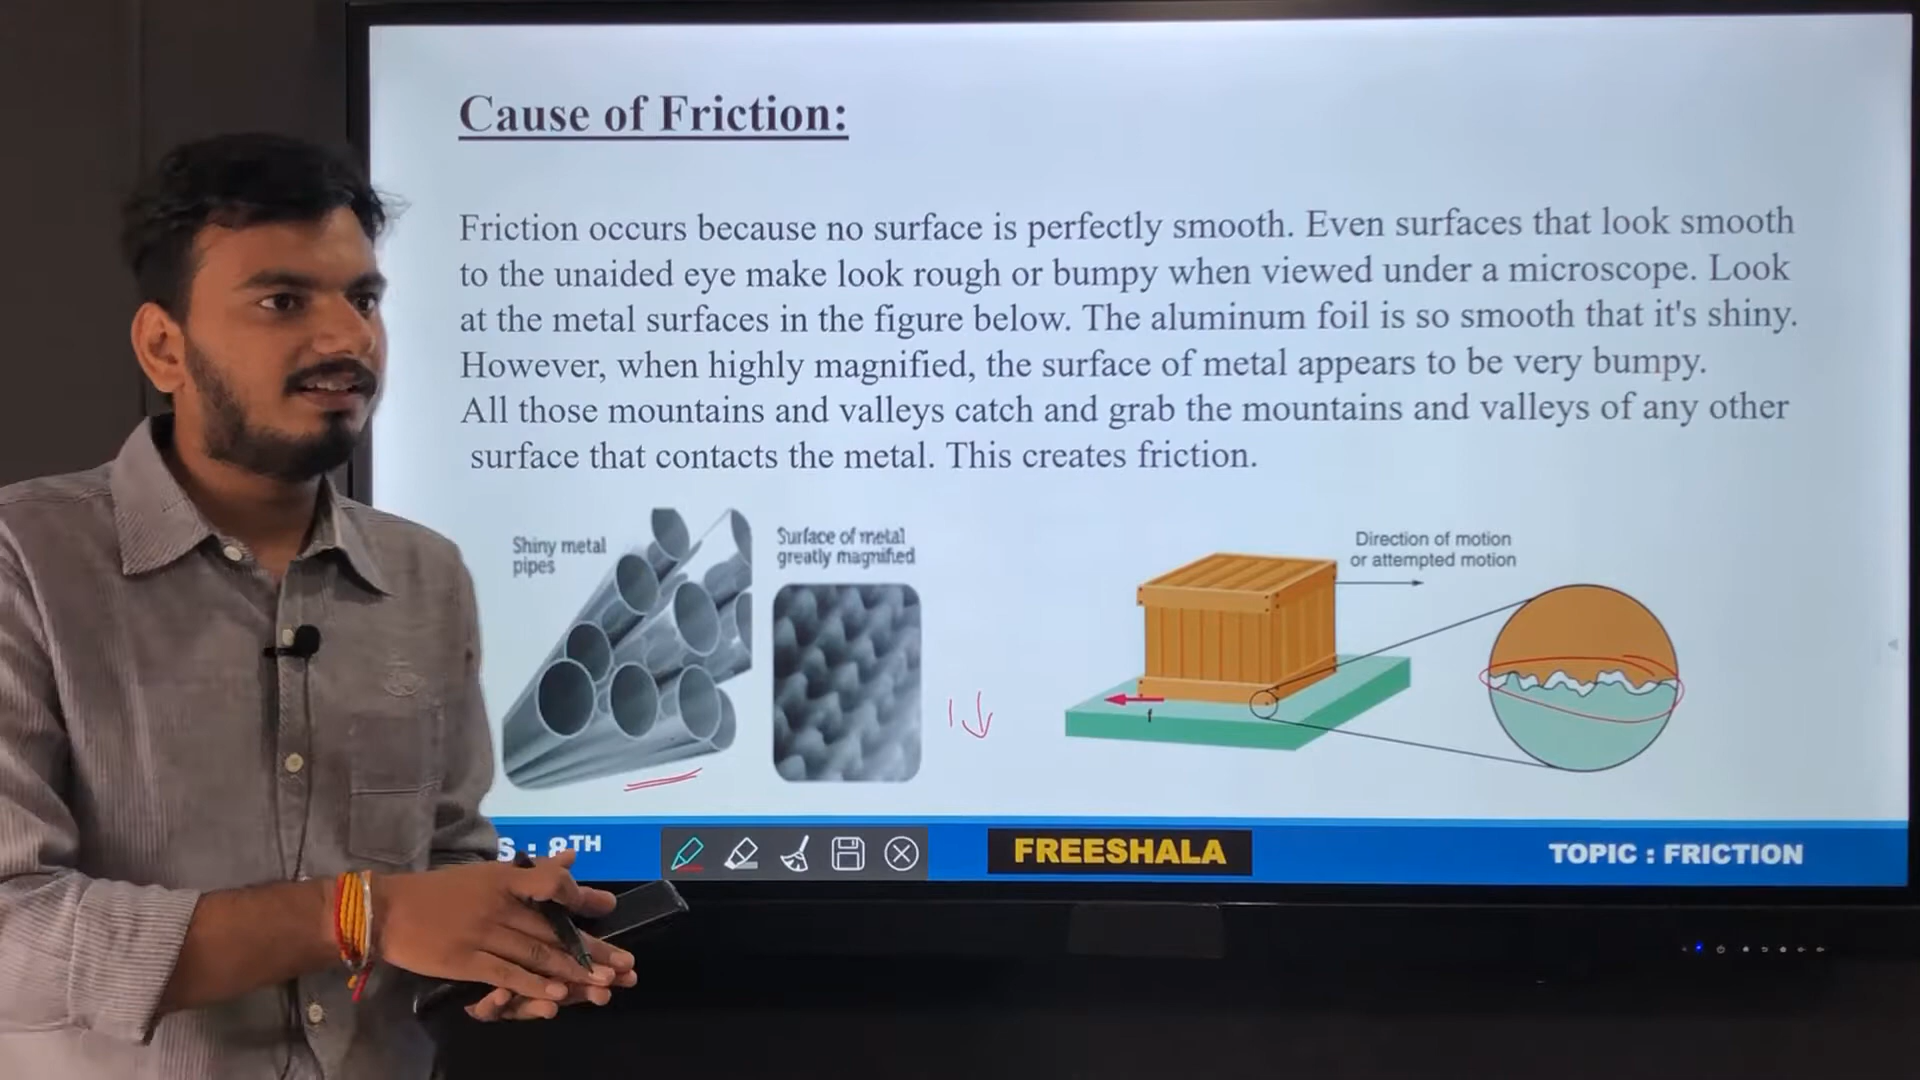 Cause of Friction:
Friction occurs because no surface is perfectly smooth. Even surfaces that look smooth
to the unaided eye make look rough or bumpy when viewed under a microscope. Look
at the metal surfaces in the figure below. The aluminum foil is so smooth that it's shiny.
However, when highly magnified, the surface of metal appears to be very bumpy.
All those mountains and valleys catch and grab the mountains and valleys of any other
surface that contacts the metal. This creates friction.
Shiny metal
pipes
Surface of metal
greatly magnified
Direction of motion
or attempted motion
f
S : 8TH
FREESHALA
TOPIC : FRICTION